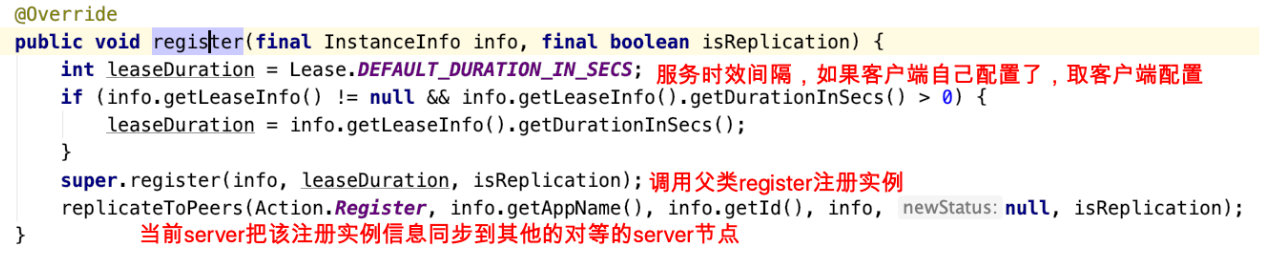 @Override
public void register(final InstanceInfo info, final boolean isReplication) {
int leaseDuration = Lease.DEFAULT_DURATION_IN_SECS; 服务时效间隔，如果客户端自己配置了，取客户端配置
if (info.getLeaseInfo() != null && info.getLeaseInfo().getDurationInSecs() > 0) {
leaseDuration = info.getLeaseInfo().getDurationInSecs();
}
super.register(info, leaseDuration, isReplication); 调用父类register注册实例
replicateToPeers(Action.Register, info.getAppName(), info.getId(), info, newStatus: null, isReplication);
} 当前server把该注册实例信息同步到其他的对等的server节点